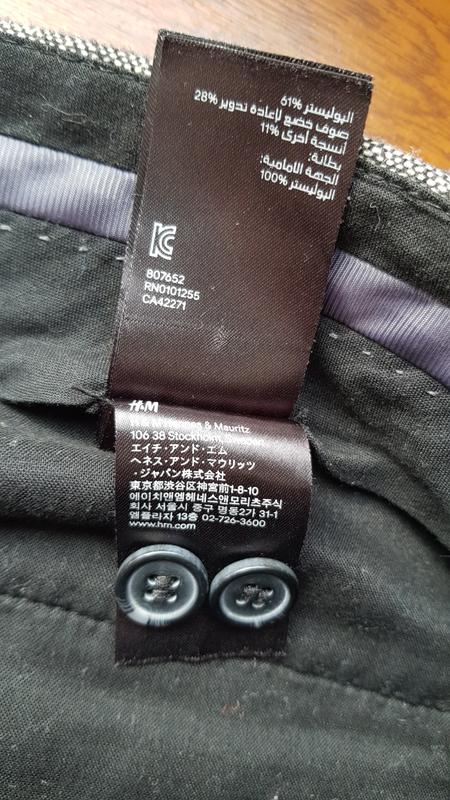 البوليستر %61
صوف خضع لإعادة تدوير %28
أنسجة أخرى %11
بطانة:
الجهة الامامية:
البوليستر %100
807652
RN0101255
CA42271
H&M
& Mauritz
106 38 Stockholm, Sweden
エイチ・アンド・エム
ヘネス・アンド・マウリッツ
・ジャパン株式会社
東京都渋谷区神宮前1-8-10
에이치앤엠헤네스앤모리츠주식
회사 서울시 중구 명동2가 31-1
엠플라자 13층 02-726-3600
www.hm.com